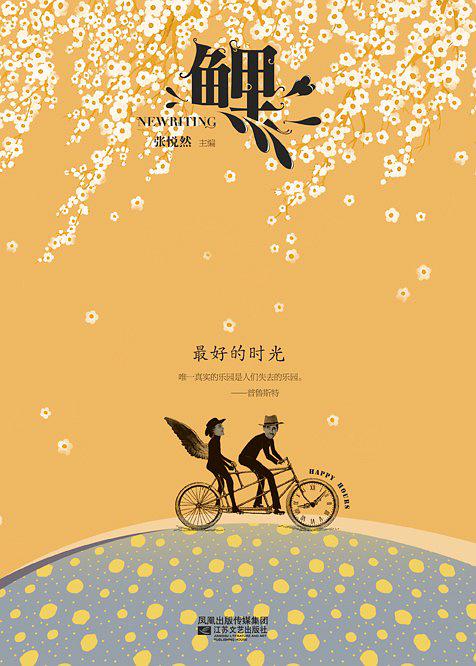 鲤
NEWRITING
张悦然 主编
最好的时光
唯一真实的乐园是人们失去的乐园。
——普鲁斯特
HAPPY HOURS
凤凰出版传媒集团
江苏文艺出版社
JIANGSU LITERATURE AND ART
PUBLISHING HOUSE